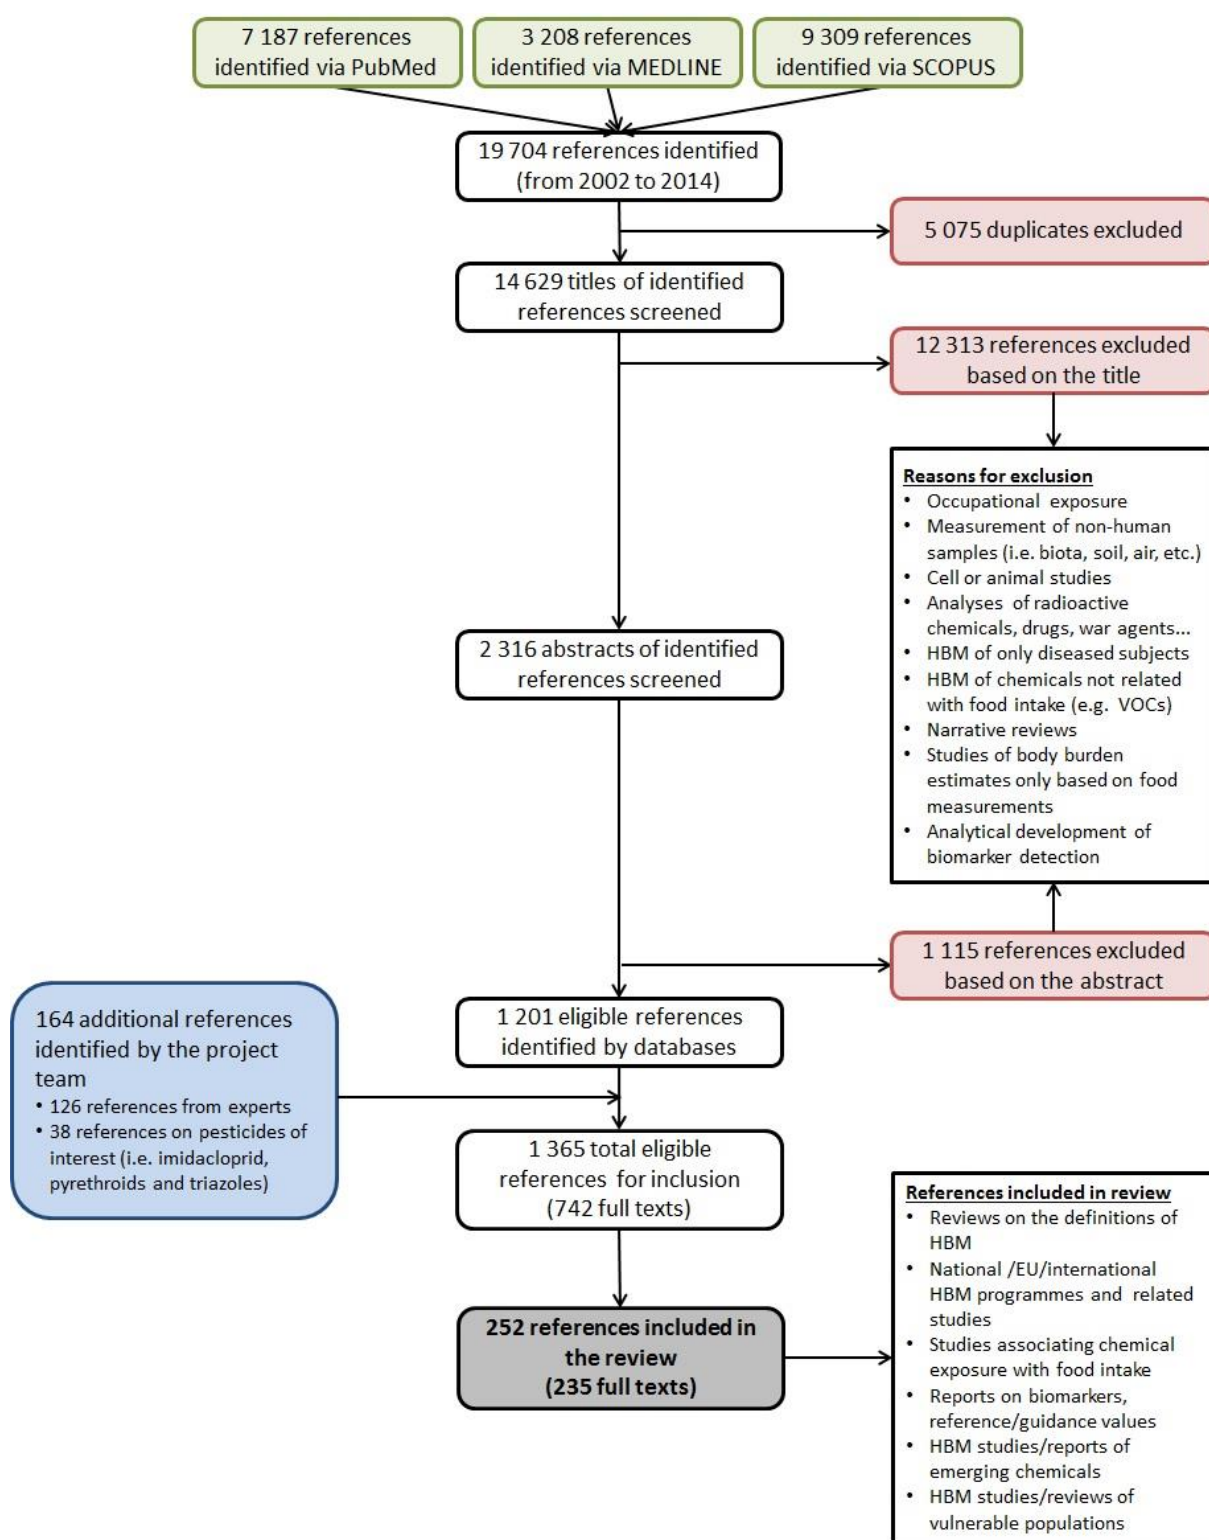 7 187 references
identified via PubMed
3 208 references
identified via MEDLINE
9 309 references
identified via SCOPUS
19 704 references identified
(from 2002 to 2014)
5 075 duplicates excluded
14 629 titles of identified
references screened
12 313 references excluded
based on the title
Reasons for exclusion
• Occupational exposure
• Measurement of non-human
samples (i.e. biota, soil, air, etc.)
• Cell or animal studies
• Analyses of radioactive
chemicals, drugs, war agents...
• HBM of only diseased subjects
• HBM of chemicals not related
with food intake (e.g. VOCs)
• Narrative reviews
• Studies of body burden
estimates only based on food
measurements
• Analytical development of
biomarker detection
2 316 abstracts of identified
references screened
1 115 references excluded
based on the abstract
1 201 eligible references
identified by databases
164 additional references
identified by the project
team
• 126 references from experts
• 38 references on pesticides of
interest (i.e. imidacloprid,
pyrethroids and triazoles)
1 365 total eligible
references for inclusion
(742 full texts)
252 references included in
the review
(235 full texts)
References included in review
• Reviews on the definitions of
HBM
• National /EU/international
HBM programmes and related
studies
• Studies associating chemical
exposure with food intake
• Reports on biomarkers,
reference/guidance values
• HBM studies/reports of
emerging chemicals
• HBM studies/reviews of
vulnerable populations